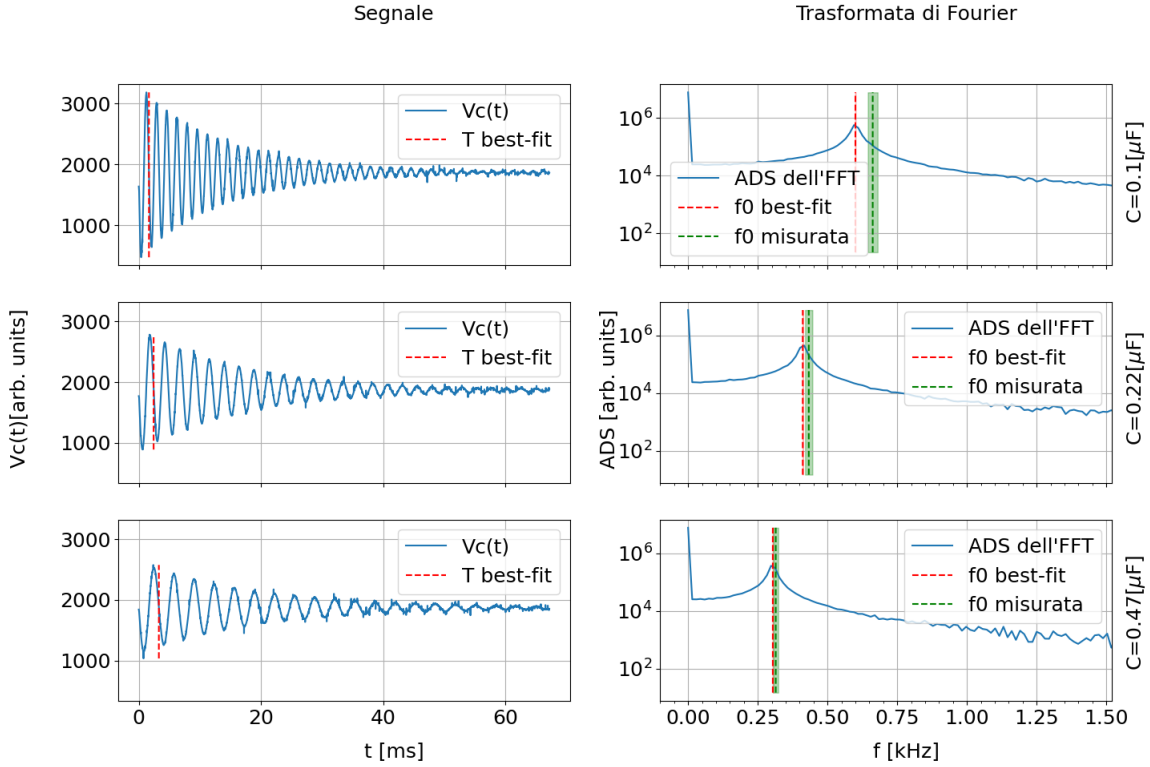 Segnale
Trasformata di Fourier
3000
2000
1000
Vc(t)
T best-fit
10^6
10^4
10^2
ADS dell'FFT
f0 best-fit
f0 misurata
C=0.1[μF]
3000
2000
1000
Vc(t)
T best-fit
10^6
10^4
10^2
ADS dell'FFT
f0 best-fit
f0 misurata
C=0.22[μF]
Vc(t)[arb. units]
ADS [arb. units]
3000
2000
1000
Vc(t)
T best-fit
10^6
10^4
10^2
ADS dell'FFT
f0 best-fit
f0 misurata
C=0.47[μF]
0 20 40 60
0.00 0.25 0.50 0.75 1.00 1.25 1.50
t [ms]
f [kHz]